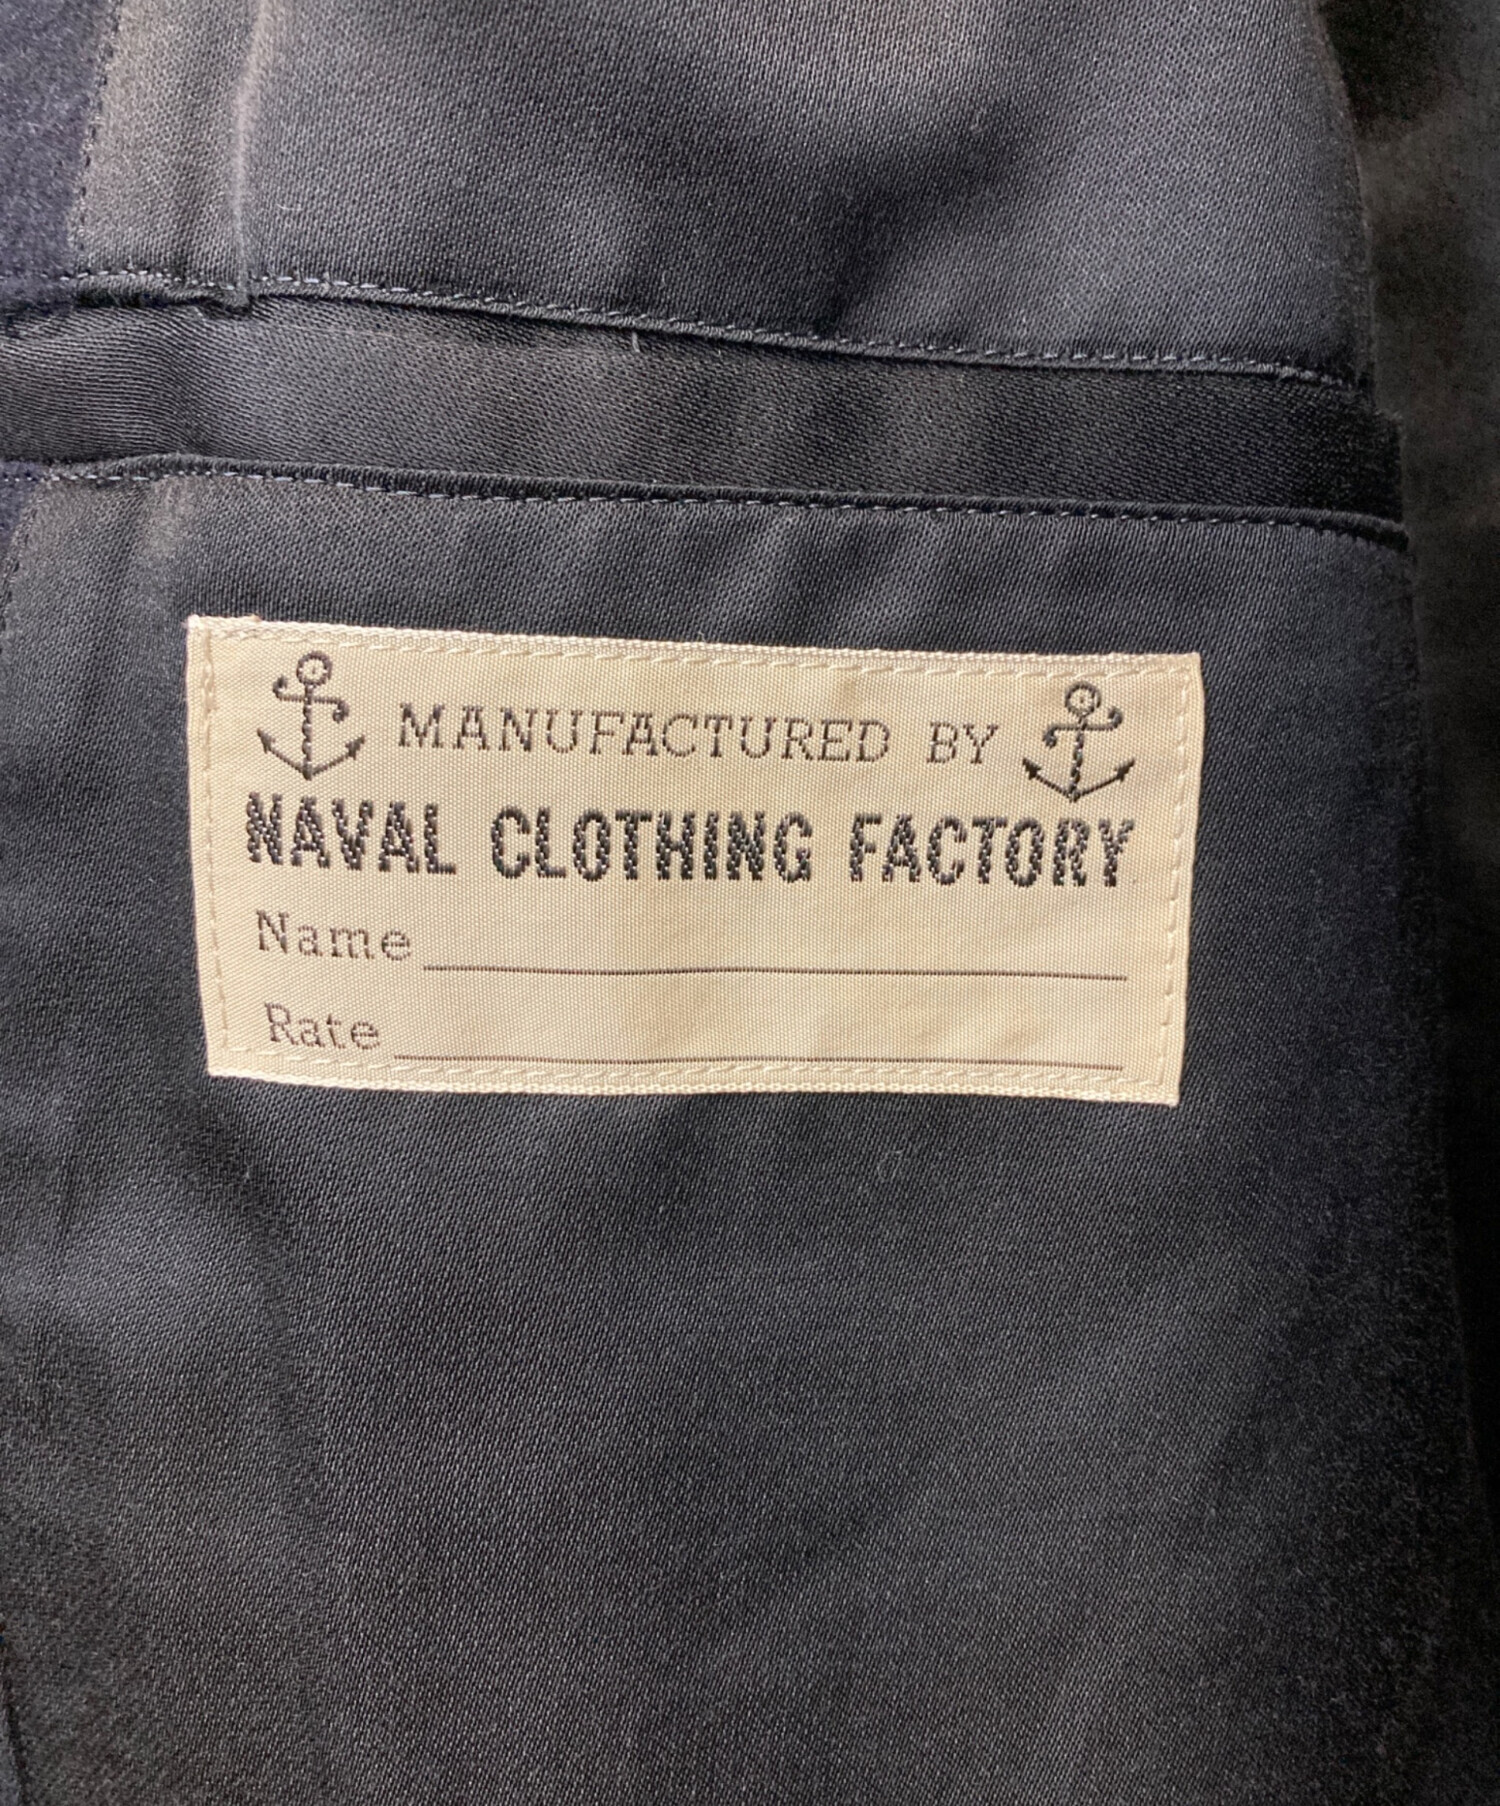 MANUFACTURED BY
NAVAL CLOTHING FACTORY
Name
Rate